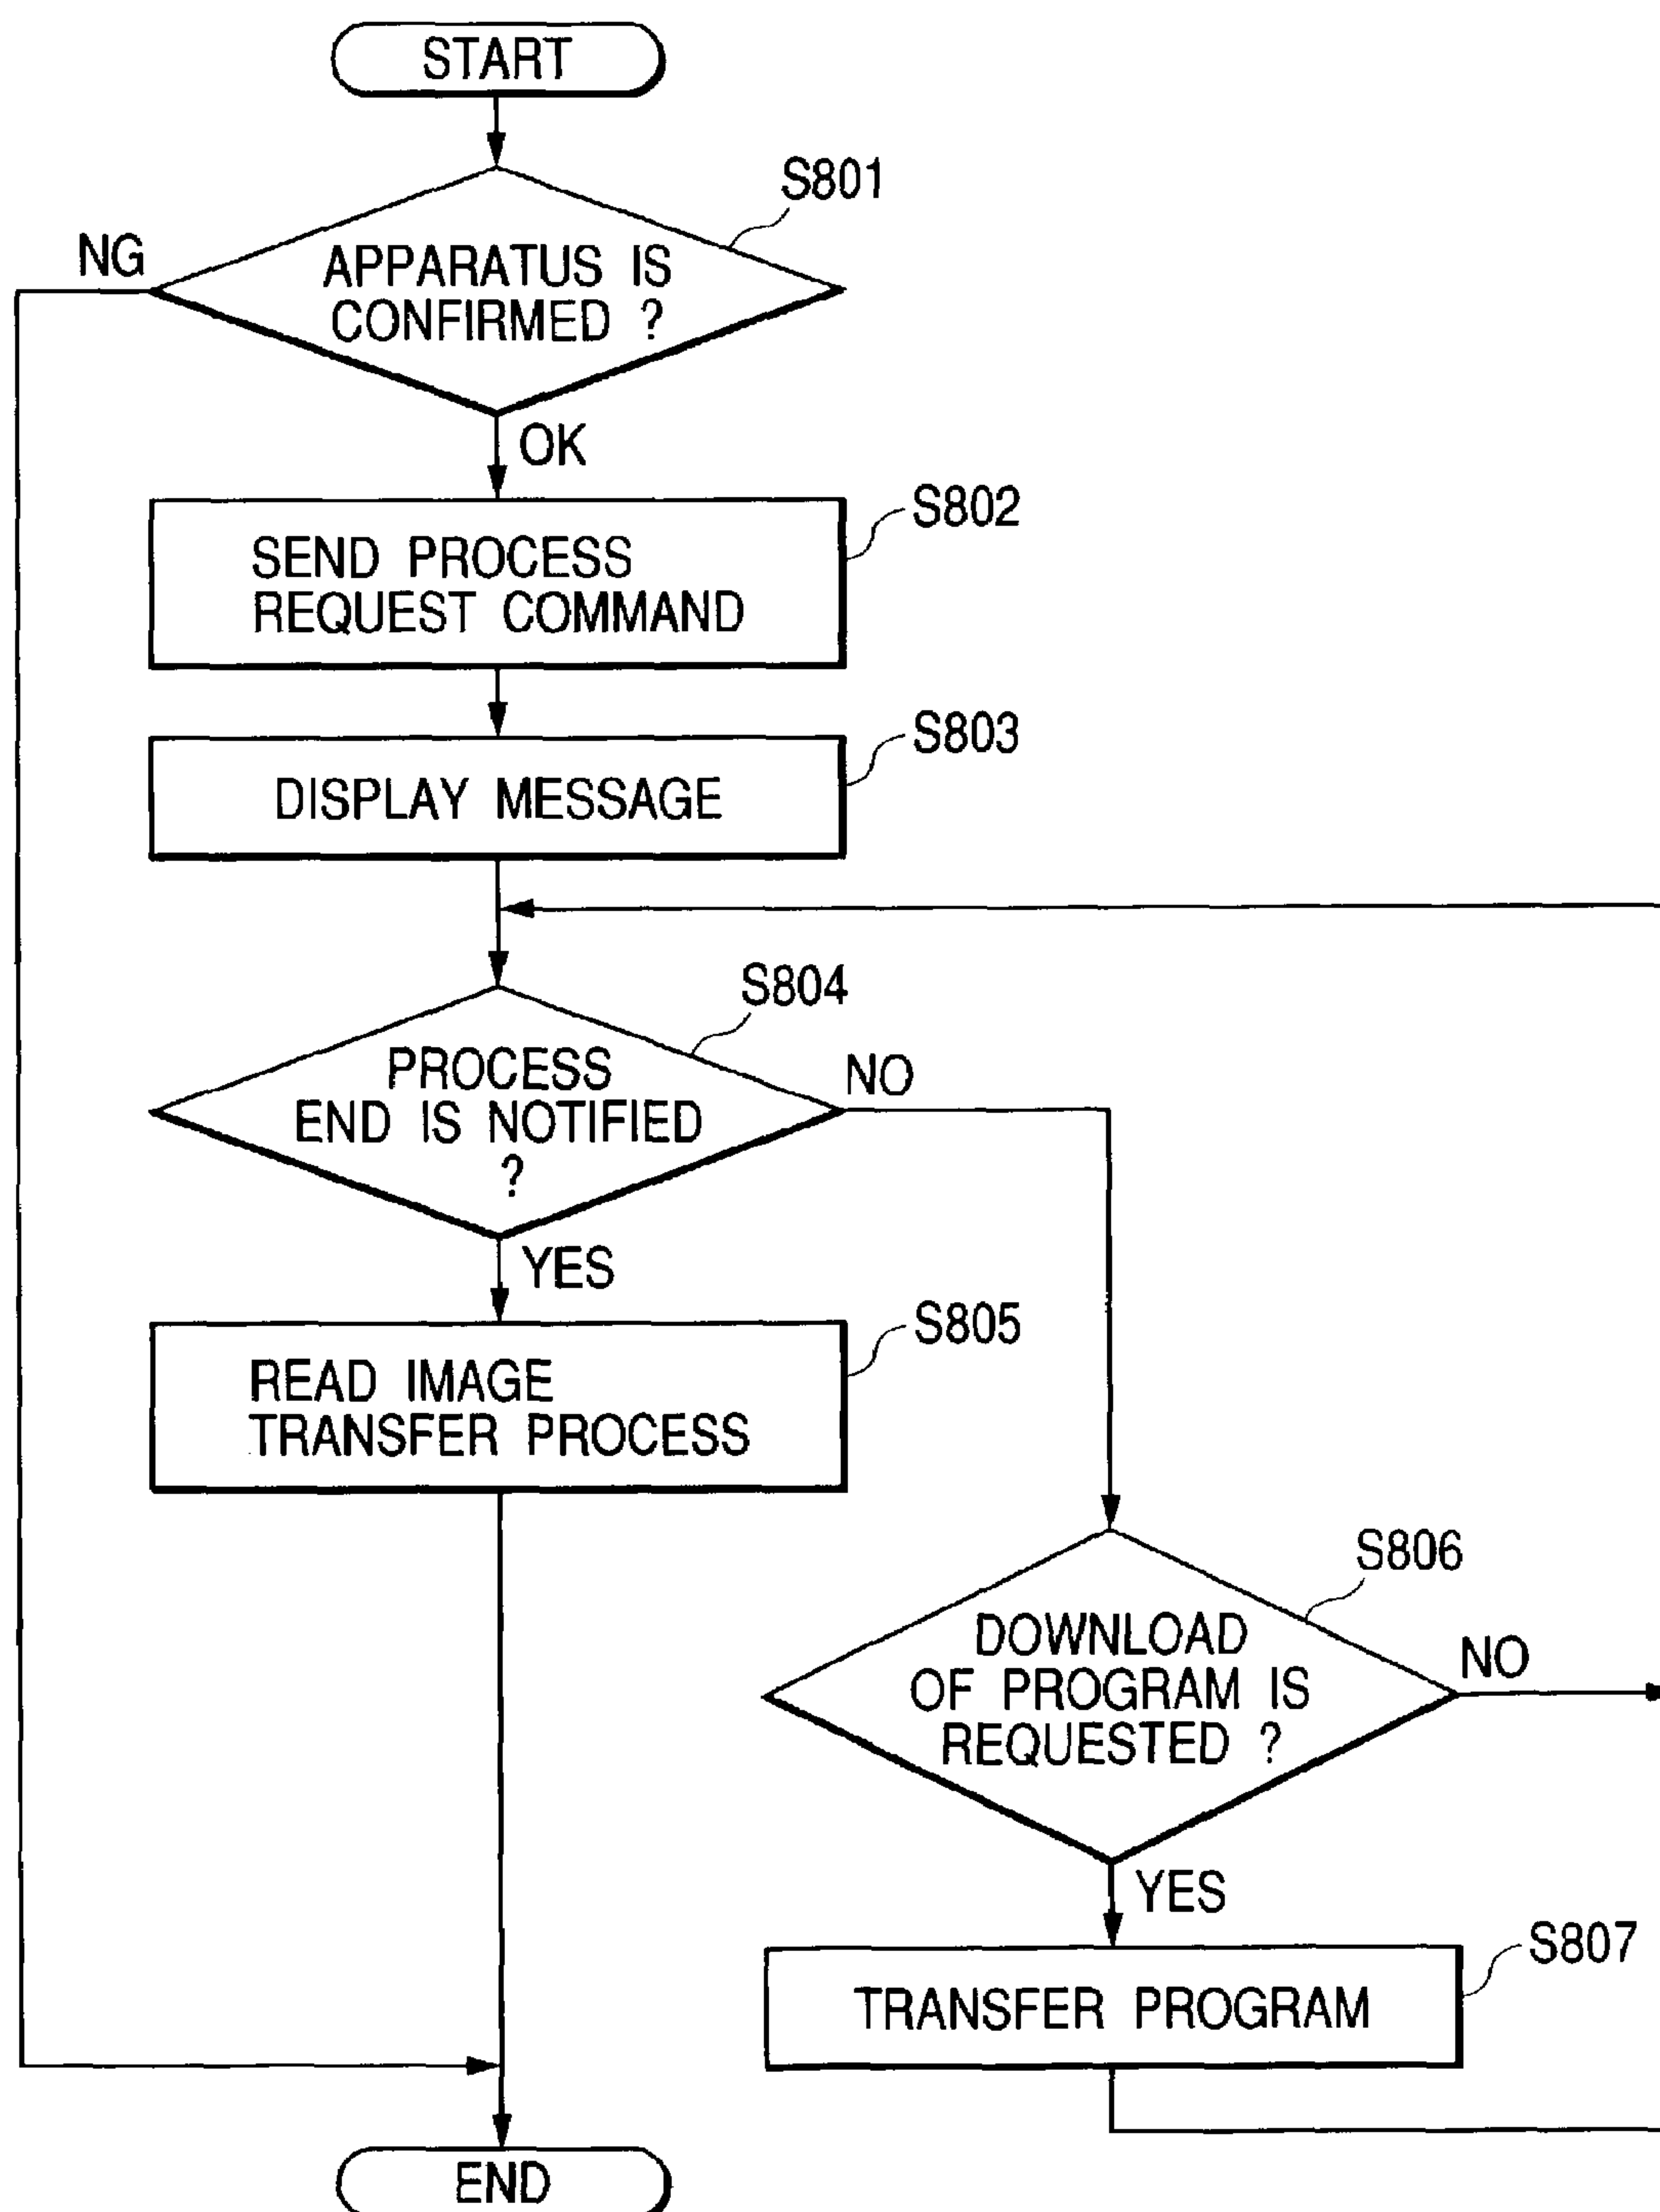 START
S801
NG
APPARATUS IS
CONFIRMED ?
OK
S802
SEND PROCESS
REQUEST COMMAND
S803
DISPLAY MESSAGE
S804
PROCESS
END IS NOTIFIED
?
NO
YES
S805
READ IMAGE
TRANSFER PROCESS
S806
DOWNLOAD
OF PROGRAM IS
REQUESTED ?
NO
YES
S807
TRANSFER PROGRAM
END